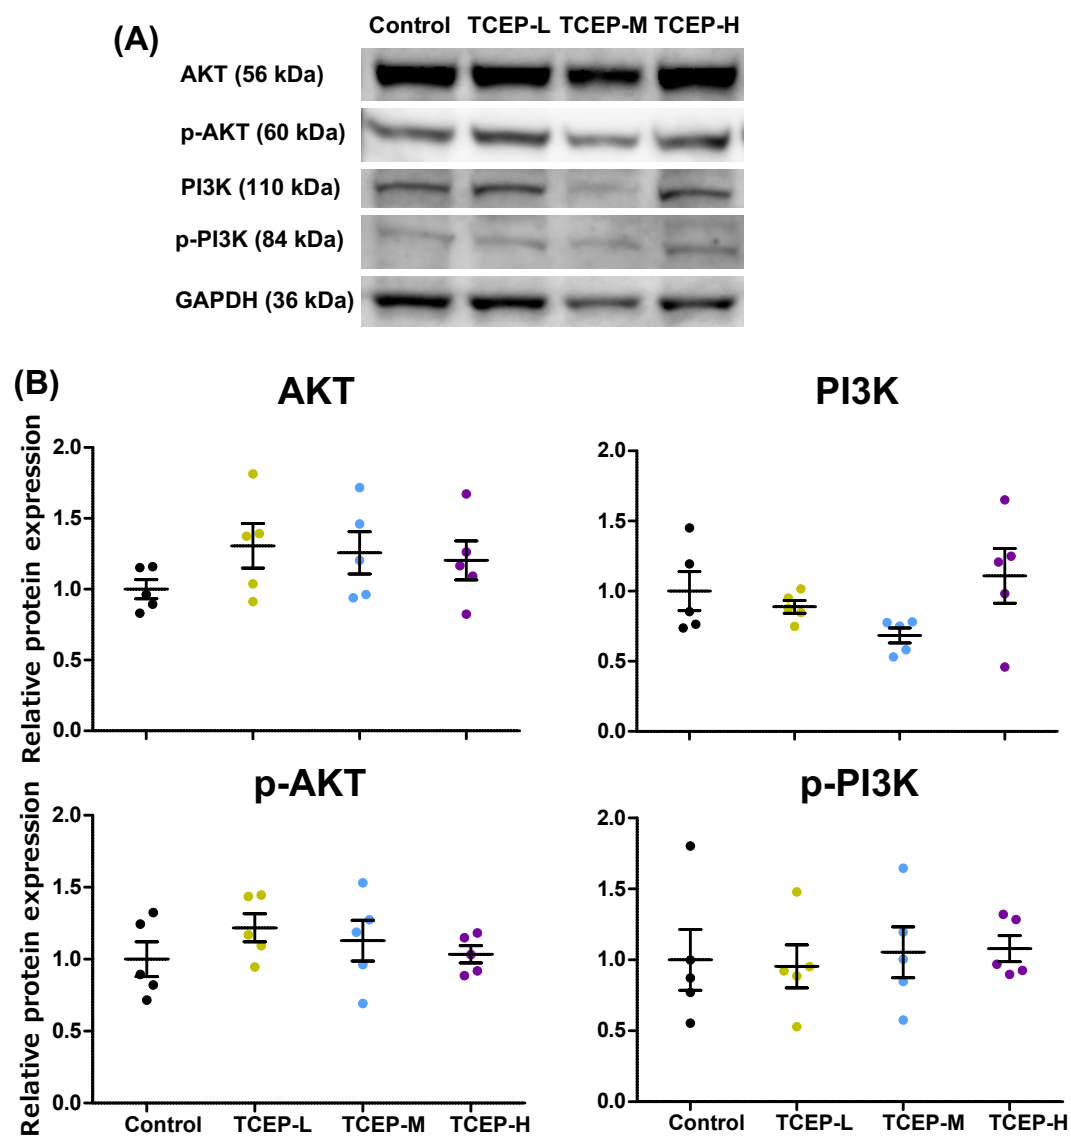 (A)
Control TCEP-L TCEP-M TCEP-H
AKT (56 kDa)
p-AKT (60 kDa)
PI3K (110 kDa)
p-PI3K (84 kDa)
GAPDH (36 kDa)
(B)
AKT
Relative protein expression
2.0
1.5
1.0
0.5
0.0
PI3K
2.0
1.5
1.0
0.5
0.0
p-AKT
Relative protein expression
2.0
1.5
1.0
0.5
0.0
Control TCEP-L TCEP-M TCEP-H
p-PI3K
2.0
1.5
1.0
0.5
0.0
Control TCEP-L TCEP-M TCEP-H